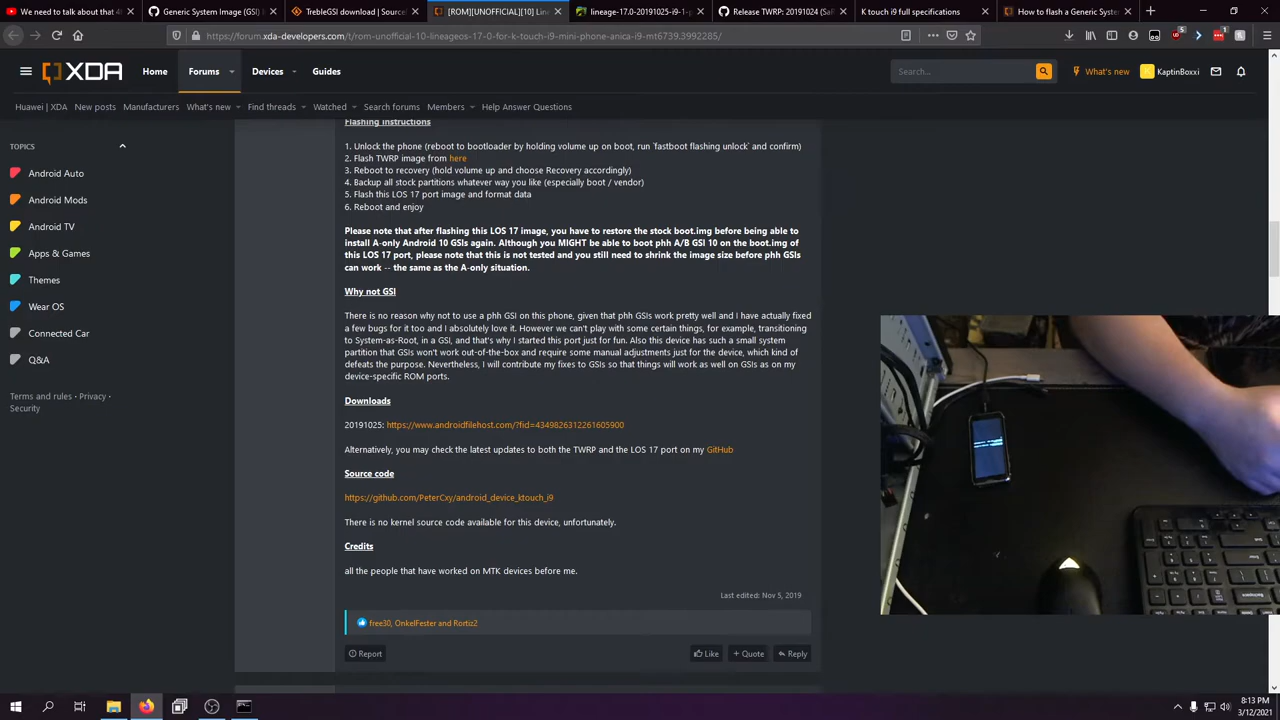 We need to talk about that 4
Generic System Image (GSI)
TrebleGSI download | Source
[ROM][UNOFFICIAL][10] Line
lineage-17.0-20191025-i9-1-p
Release TWRP: 20191024 (SaR
K touch i9 full specifications
How to flash a Generic System
https://forum.xda-developers.com/t/rom-unofficial-10-lineageos-17-0-for-k-touch-i9-mini-phone-anica-i9-mt6739.3992285/
XDA
Home
Forums
Devices
Guides
Search...
What's new
KaptinBoxxi
Huawei | XDA
New posts
Manufacturers
What's new
Find threads
Watched
Search forums
Members
Help Answer Questions
TOPICS
Android Auto
Android Mods
Android TV
Apps & Games
Themes
Wear OS
Connected Car
Q&A
Terms and rules · Privacy ·
Security
Flashing Instructions
1. Unlock the phone (reboot to bootloader by holding volume up on boot, run `fastboot flashing unlock` and confirm)
2. Flash TWRP image from here
3. Reboot to recovery (hold volume up and choose Recovery accordingly)
4. Backup all stock partitions whatever way you like (especially boot / vendor)
5. Flash this LOS 17 port image and format data
6. Reboot and enjoy
Please note that after flashing this LOS 17 image, you have to restore the stock boot.img before being able to
install A-only Android 10 GSIs again. Although you MIGHT be able to boot phh A/B GSI 10 on the boot.img of
this LOS 17 port, please note that this is not tested and you still need to shrink the image size before phh GSIs
can work -- the same as the A-only situation.
Why not GSI
There is no reason why not to use a phh GSI on this phone, given that phh GSIs work pretty well and I have actually fixed
a few bugs for it too and I absolutely love it. However we can't play with some certain things, for example, transitioning
to System-as-Root, in a GSI, and that's why I started this port just for fun. Also this device has such a small system
partition that GSIs won't work out-of-the-box and require some manual adjustments just for the device, which kind of
defeats the purpose. Nevertheless, I will contribute my fixes to GSIs so that things will work as well on GSIs as on my
device-specific ROM ports.
Downloads
20191025: https://www.androidfilehost.com/?fid=4349826312261605900
Alternatively, you may check the latest updates to both the TWRP and the LOS 17 port on my GitHub
Source code
https://github.com/PeterCxy/android_device_ktouch_i9
There is no kernel source code available for this device, unfortunately.
Credits
all the people that have worked on MTK devices before me.
Last edited: Nov 5, 2019
free30, OnkelFester and Rortiz2
Report
Like
+ Quote
Reply
8:13 PM
3/12/2021